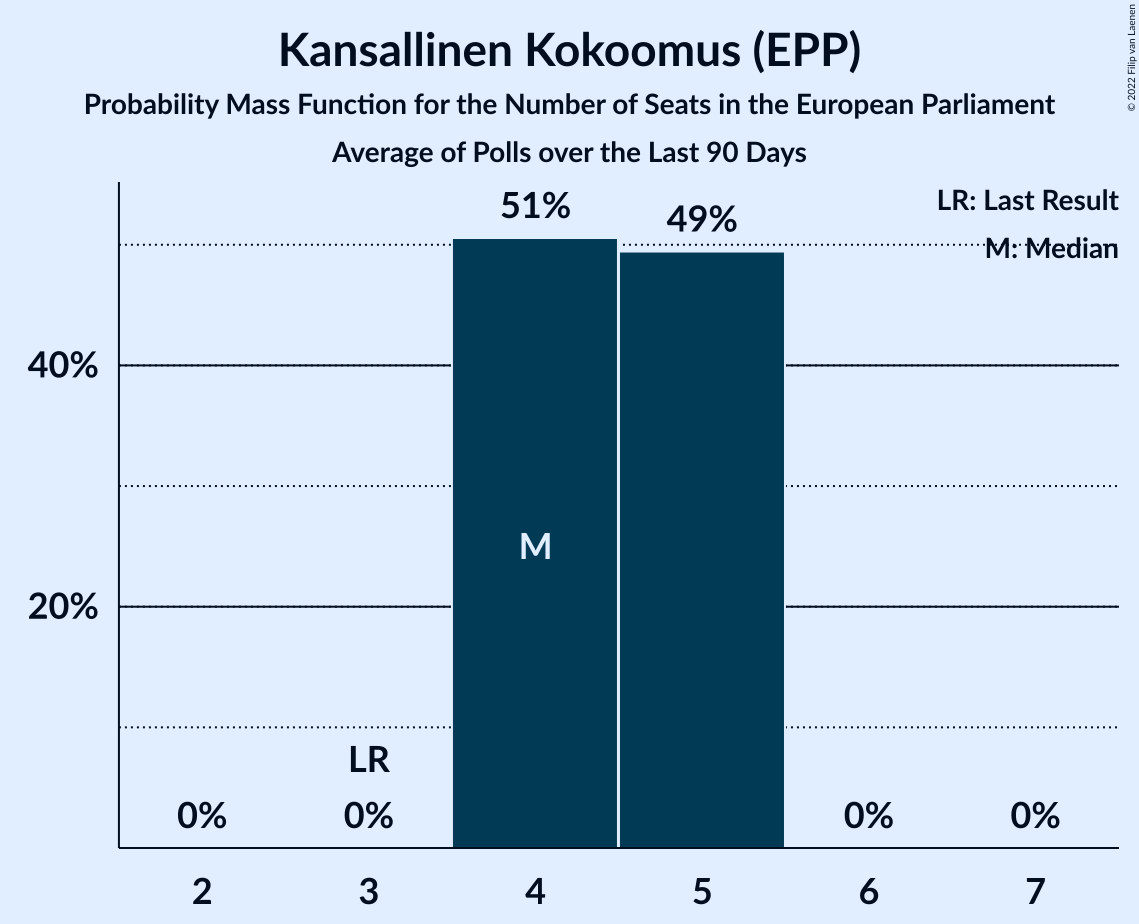 Kansallinen Kokoomus (EPP)
Probability Mass Function for the Number of Seats in the European Parliament
Average of Polls over the Last 90 Days
© 2022 Filip van Laenen
LR: Last Result
M: Median
51%
49%
40%
20%
M
LR
0%
0%
0%
0%
2
3
4
5
6
7